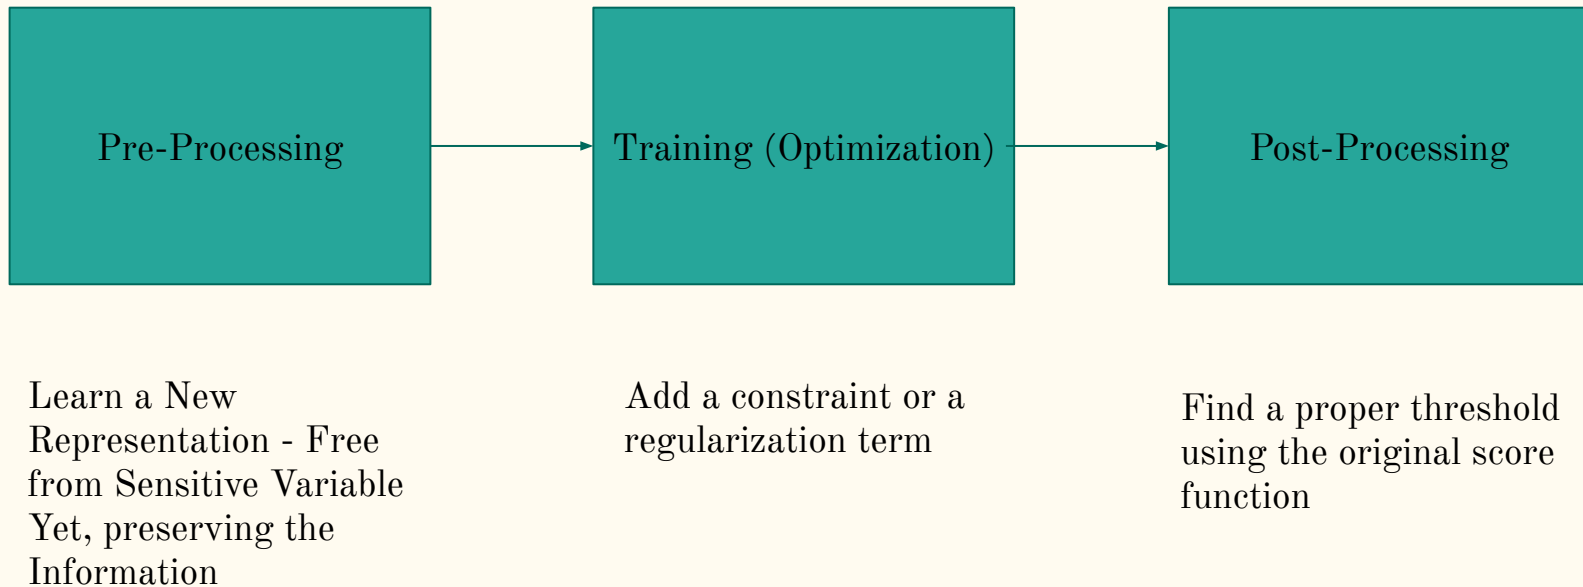 Pre-Processing
Training (Optimization)
Post-Processing
Learn a New
Representation - Free
from Sensitive Variable
Yet, preserving the
Information
Add a constraint or a
regularization term
Find a proper threshold
using the original score
function